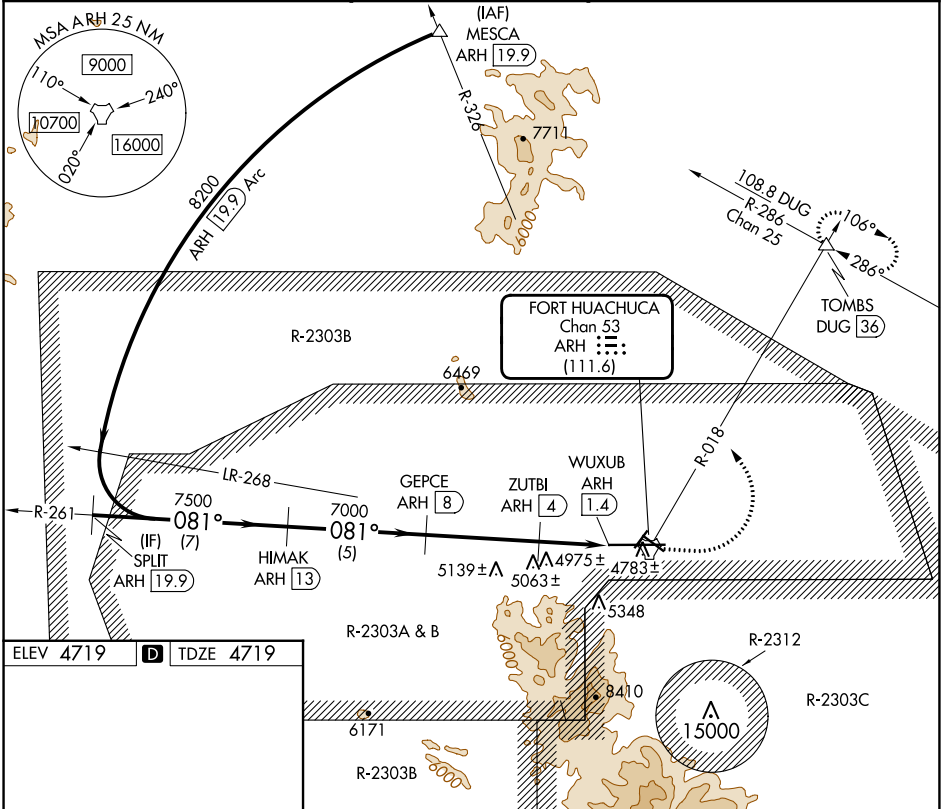 MSA ARH 25 NM
9000
110°
240°
10700
16000
020°
(IAF)
MESCA
ARH 19.9
R-326
7711
6000
8200
ARH 19.9 Arc
108.8 DUG
R-286
Chan 25
106°
286°
TOMBS
DUG 36
R-2303B
FORT HUACHUCA
Chan 53
ARH
(111.6)
6469
R-018
LR-268
R-261
7500
081°
(7)
(IF)
SPLIT
ARH 19.9
HIMAK
ARH 13
7000
081°
(5)
GEPCE
ARH 8
ZUTBI
ARH 4
WUXUB
ARH
1.4
5139±
5063±
4975±
4783±
5348
R-2303A & B
R-2312
8410
15000
R-2303C
ELEV 4719
D
TDZE 4719
6171
R-2303B
6000